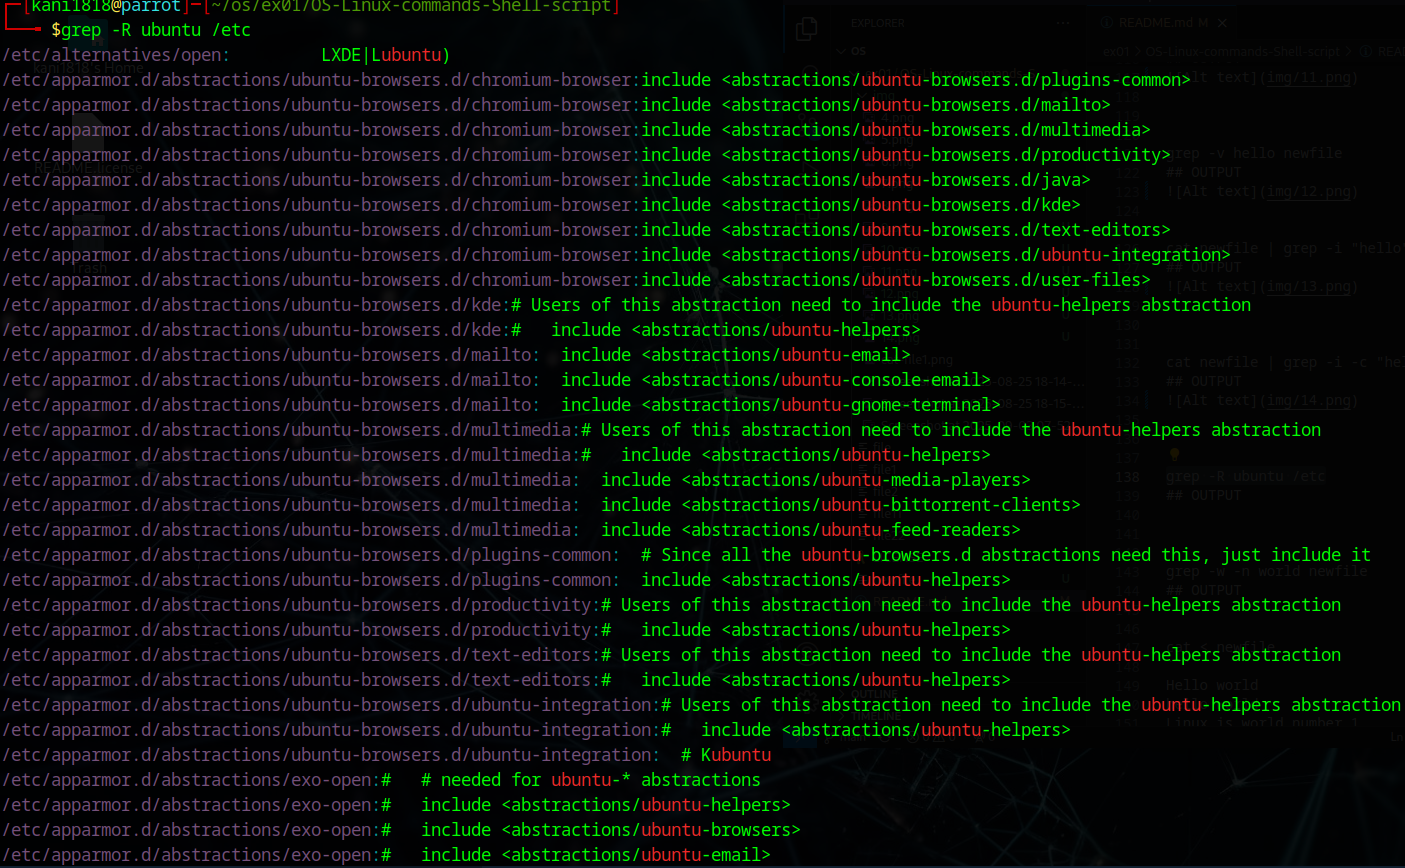 ┌─[kani1818@parrot]─[~/os/ex01/OS-Linux-commands-Shell-script]
└──╼ $grep -R ubuntu /etc
/etc/alternatives/open:         LXDE|Lubuntu)
/etc/apparmor.d/abstractions/ubuntu-browsers.d/chromium-browser:include <abstractions/ubuntu-browsers.d/plugins-common>
/etc/apparmor.d/abstractions/ubuntu-browsers.d/chromium-browser:include <abstractions/ubuntu-browsers.d/mailto>
/etc/apparmor.d/abstractions/ubuntu-browsers.d/chromium-browser:include <abstractions/ubuntu-browsers.d/multimedia>
/etc/apparmor.d/abstractions/ubuntu-browsers.d/chromium-browser:include <abstractions/ubuntu-browsers.d/productivity>
/etc/apparmor.d/abstractions/ubuntu-browsers.d/chromium-browser:include <abstractions/ubuntu-browsers.d/java>
/etc/apparmor.d/abstractions/ubuntu-browsers.d/chromium-browser:include <abstractions/ubuntu-browsers.d/kde>
/etc/apparmor.d/abstractions/ubuntu-browsers.d/chromium-browser:include <abstractions/ubuntu-browsers.d/text-editors>
/etc/apparmor.d/abstractions/ubuntu-browsers.d/chromium-browser:include <abstractions/ubuntu-browsers.d/ubuntu-integration>
/etc/apparmor.d/abstractions/ubuntu-browsers.d/chromium-browser:include <abstractions/ubuntu-browsers.d/user-files>
/etc/apparmor.d/abstractions/ubuntu-browsers.d/kde:# Users of this abstraction need to include the ubuntu-helpers abstraction
/etc/apparmor.d/abstractions/ubuntu-browsers.d/kde:#   include <abstractions/ubuntu-helpers>
/etc/apparmor.d/abstractions/ubuntu-browsers.d/mailto:  include <abstractions/ubuntu-email>
/etc/apparmor.d/abstractions/ubuntu-browsers.d/mailto:  include <abstractions/ubuntu-console-email>
/etc/apparmor.d/abstractions/ubuntu-browsers.d/mailto:  include <abstractions/ubuntu-gnome-terminal>
/etc/apparmor.d/abstractions/ubuntu-browsers.d/multimedia:# Users of this abstraction need to include the ubuntu-helpers abstraction
/etc/apparmor.d/abstractions/ubuntu-browsers.d/multimedia:#   include <abstractions/ubuntu-helpers>
/etc/apparmor.d/abstractions/ubuntu-browsers.d/multimedia:  include <abstractions/ubuntu-media-players>
/etc/apparmor.d/abstractions/ubuntu-browsers.d/multimedia:  include <abstractions/ubuntu-bittorrent-clients>
/etc/apparmor.d/abstractions/ubuntu-browsers.d/multimedia:  include <abstractions/ubuntu-feed-readers>
/etc/apparmor.d/abstractions/ubuntu-browsers.d/plugins-common:  # Since all the ubuntu-browsers.d abstractions need this, just include it
/etc/apparmor.d/abstractions/ubuntu-browsers.d/plugins-common:  include <abstractions/ubuntu-helpers>
/etc/apparmor.d/abstractions/ubuntu-browsers.d/productivity:# Users of this abstraction need to include the ubuntu-helpers abstraction
/etc/apparmor.d/abstractions/ubuntu-browsers.d/productivity:#   include <abstractions/ubuntu-helpers>
/etc/apparmor.d/abstractions/ubuntu-browsers.d/text-editors:# Users of this abstraction need to include the ubuntu-helpers abstraction
/etc/apparmor.d/abstractions/ubuntu-browsers.d/text-editors:#   include <abstractions/ubuntu-helpers>
/etc/apparmor.d/abstractions/ubuntu-browsers.d/ubuntu-integration:# Users of this abstraction need to include the ubuntu-helpers abstraction
/etc/apparmor.d/abstractions/ubuntu-browsers.d/ubuntu-integration:#   include <abstractions/ubuntu-helpers>
/etc/apparmor.d/abstractions/ubuntu-browsers.d/ubuntu-integration:  # Kubuntu
/etc/apparmor.d/abstractions/exo-open:#   # needed for ubuntu-* abstractions
/etc/apparmor.d/abstractions/exo-open:#   include <abstractions/ubuntu-helpers>
/etc/apparmor.d/abstractions/exo-open:#   include <abstractions/ubuntu-browsers>
/etc/apparmor.d/abstractions/exo-open:#   include <abstractions/ubuntu-email>